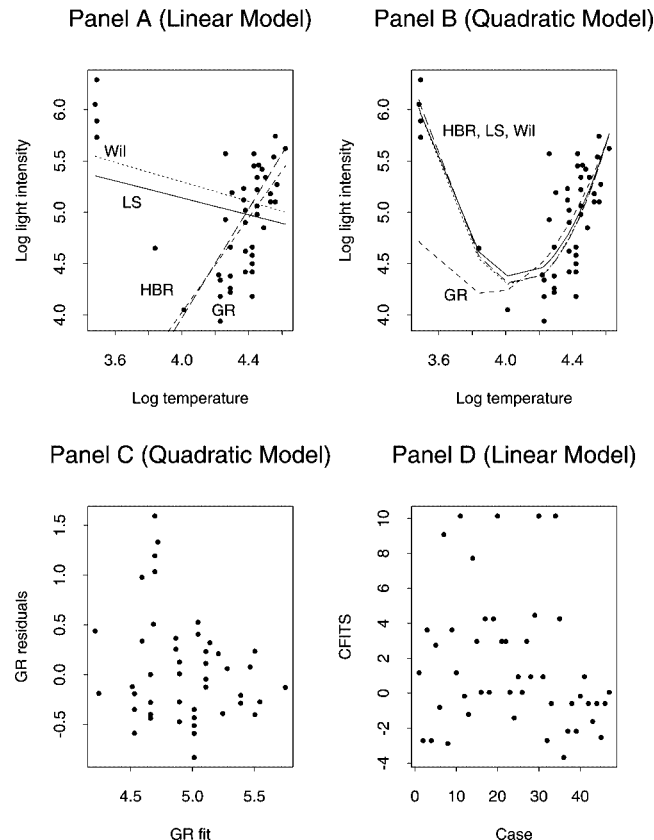 Panel A (Linear Model)
Log light intensity
6.0
5.5
5.0
4.5
4.0
Wil
LS
HBR
GR
3.6
4.0
4.4
Log temperature
Panel B (Quadratic Model)
Log light intensity
6.0
5.5
5.0
4.5
4.0
HBR, LS, Wil
GR
3.6
4.0
4.4
Log temperature
Panel C (Quadratic Model)
GR residuals
1.5
1.0
0.5
0.0
-0.5
4.5
5.0
5.5
GR fit
Panel D (Linear Model)
CFITS
10
8
6
4
2
0
-2
-4
0
10
20
30
40
Case